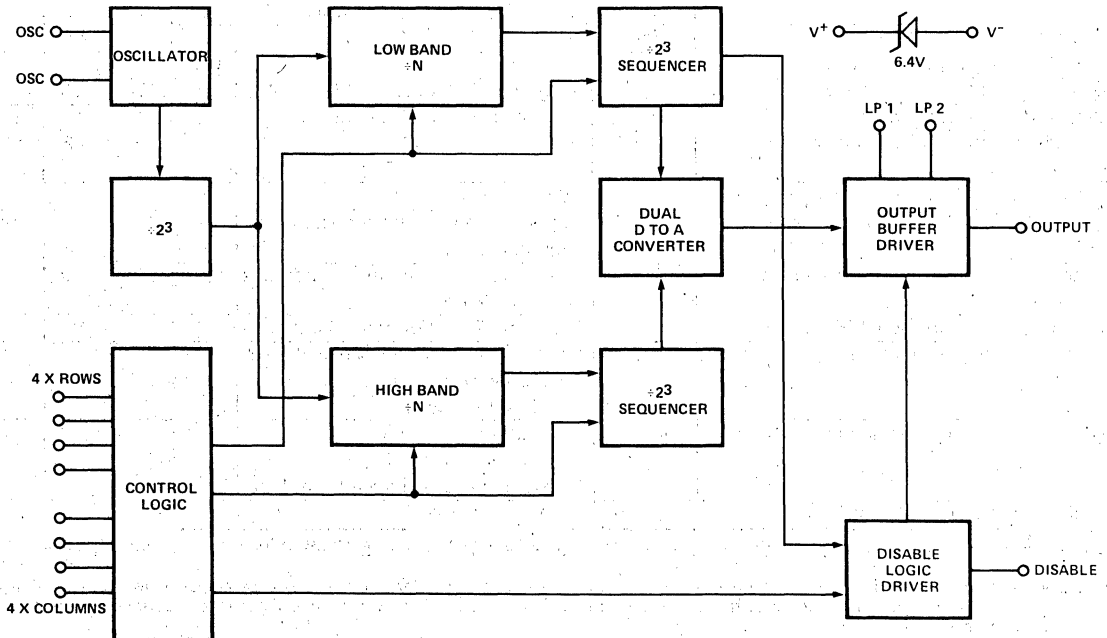 OSC
OSC
OSCILLATOR
÷2³
LOW BAND
÷N
÷2³
SEQUENCER
V+
V−
6.4V
LP 1
LP 2
DUAL
D TO A
CONVERTER
OUTPUT
BUFFER
DRIVER
OUTPUT
4 X ROWS
CONTROL
LOGIC
4 X COLUMNS
HIGH BAND
÷N
÷2³
SEQUENCER
DISABLE
LOGIC
DRIVER
DISABLE